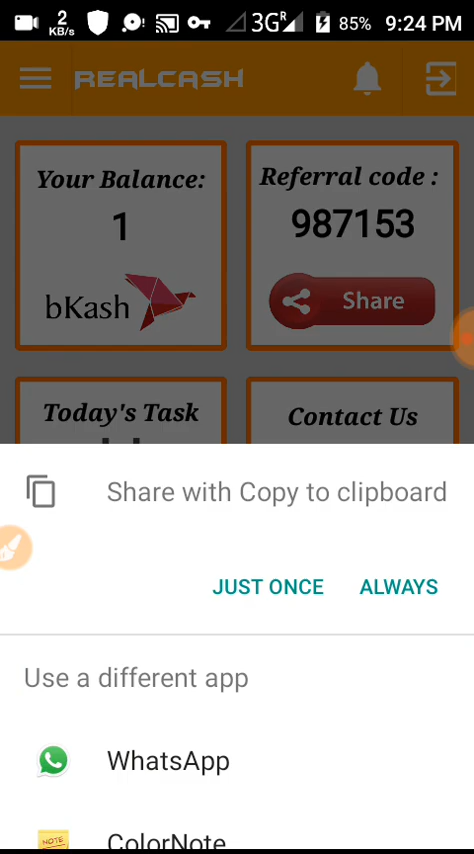 2
KB/s
3G R
85%
9:24 PM
REALCASH
Your Balance:
1
bKash
Referral code :
987153
Share
Today's Task
Contact Us
Share with Copy to clipboard
JUST ONCE
ALWAYS
Use a different app
WhatsApp
NOTE
ColorNote